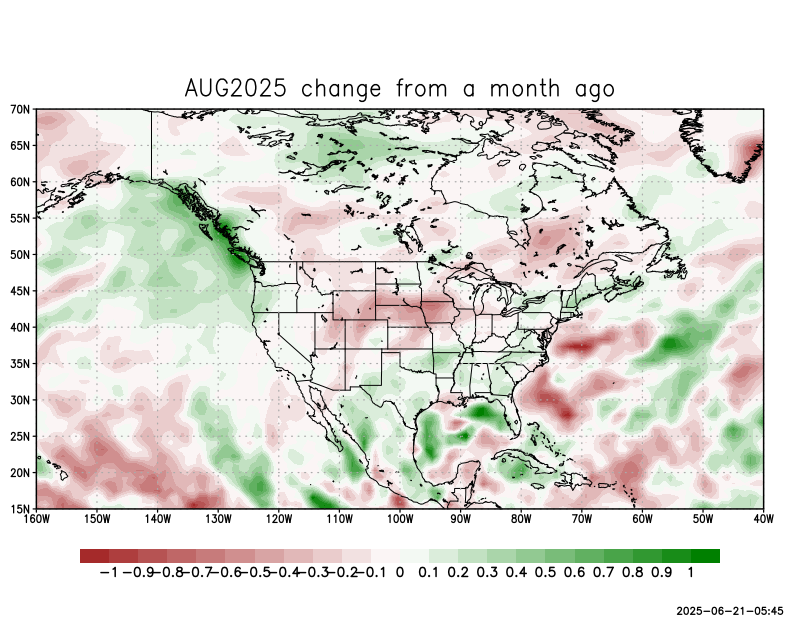 AUG2025 change from a month ago
70N
65N
60N
55N
50N
45N
40N
35N
30N
25N
20N
15N
160W 150W 140W 130W 120W 110W 100W 90W 80W 70W 60W 50W 40W
-1 -0.9 -0.8 -0.7 -0.6 -0.5 -0.4 -0.3 -0.2 -0.1 0 0.1 0.2 0.3 0.4 0.5 0.6 0.7 0.8 0.9 1
2025-06-21-05:45